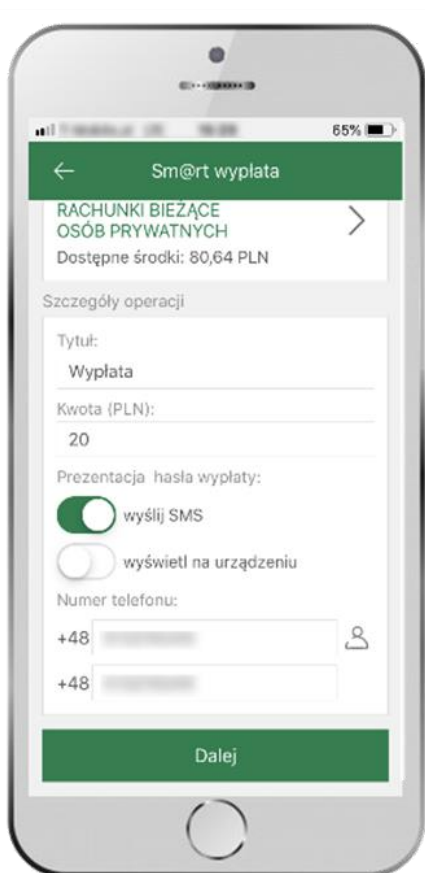 65%
Sm@rt wypłata
RACHUNKI BIEŻĄCE
OSÓB PRYWATNYCH
Dostępne środki: 80,64 PLN
Szczegóły operacji
Tytuł:
Wypłata
Kwota (PLN):
20
Prezentacja hasła wypłaty:
wyślij SMS
wyświetl na urządzeniu
Numer telefonu:
+48
+48
Dalej